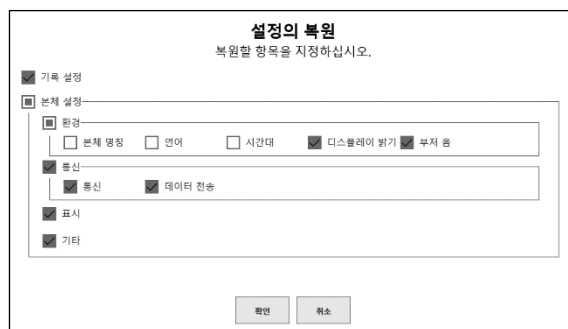 설정의 복원
복원할 항목을 지정하십시오.
기록 설정
본체 설정
환경
본체 명칭 언어 시간대 디스플레이 밝기 부저 음
통신
통신 데이터 전송
표시
기타
확인 취소